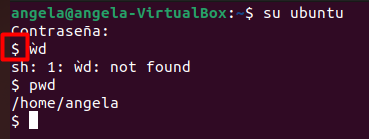 angela@angela-VirtualBox:~$ su ubuntu
Contraseña:
$ ẁd
sh: 1: ẁd: not found
$ pwd
/home/angela
$